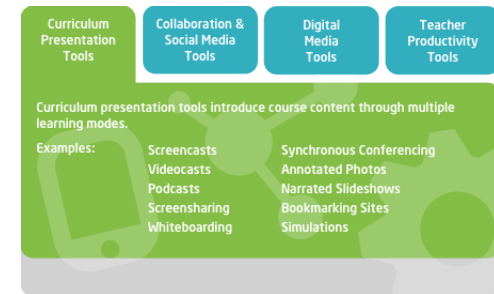 Curriculum
Presentation
Tools
Collaboration &
Social Media
Tools
Digital
Media
Tools
Teacher
Productivity
Tools
Curriculum presentation tools introduce course content through multiple
learning modes.
Examples:
Screencasts
Videocasts
Podcasts
Screensharing
Whiteboarding
Synchronous Conferencing
Annotated Photos
Narrated Slideshows
Bookmarking Sites
Simulations